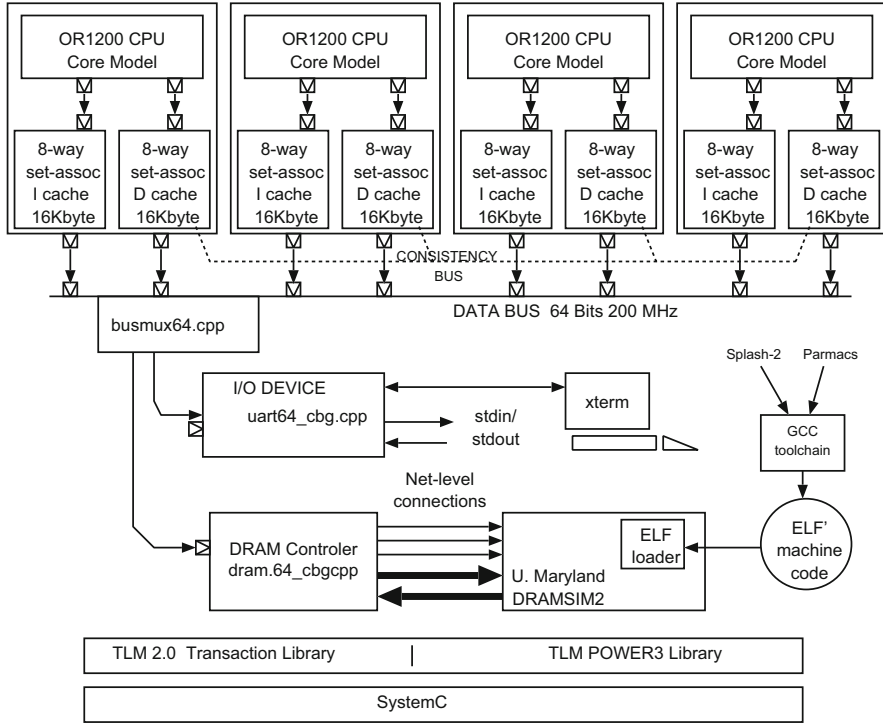 OR1200 CPU
Core Model
OR1200 CPU
Core Model
OR1200 CPU
Core Model
OR1200 CPU
Core Model
8-way
set-assoc
I cache
16Kbyte
8-way
set-assoc
D cache
16Kbyte
8-way
set-assoc
I cache
16Kbyte
8-way
set-assoc
D cache
16Kbyte
8-way
set-assoc
I cache
16Kbyte
8-way
set-assoc
D cache
16Kbyte
8-way
set-assoc
I cache
16Kbyte
8-way
set-assoc
D cache
16Kbyte
CONSISTENCY
BUS
DATA BUS 64 Bits 200 MHz
busmux64.cpp
I/O DEVICE
uart64_cbg.cpp
stdin/
stdout
xterm
Splash-2
Parmacs
GCC
toolchain
Net-level
connections
DRAM Controler
dram.64_cbgcpp
U. Maryland
DRAMSIM2
ELF
loader
ELF'
machine
code
TLM 2.0 Transaction Library | TLM POWER3 Library
SystemC